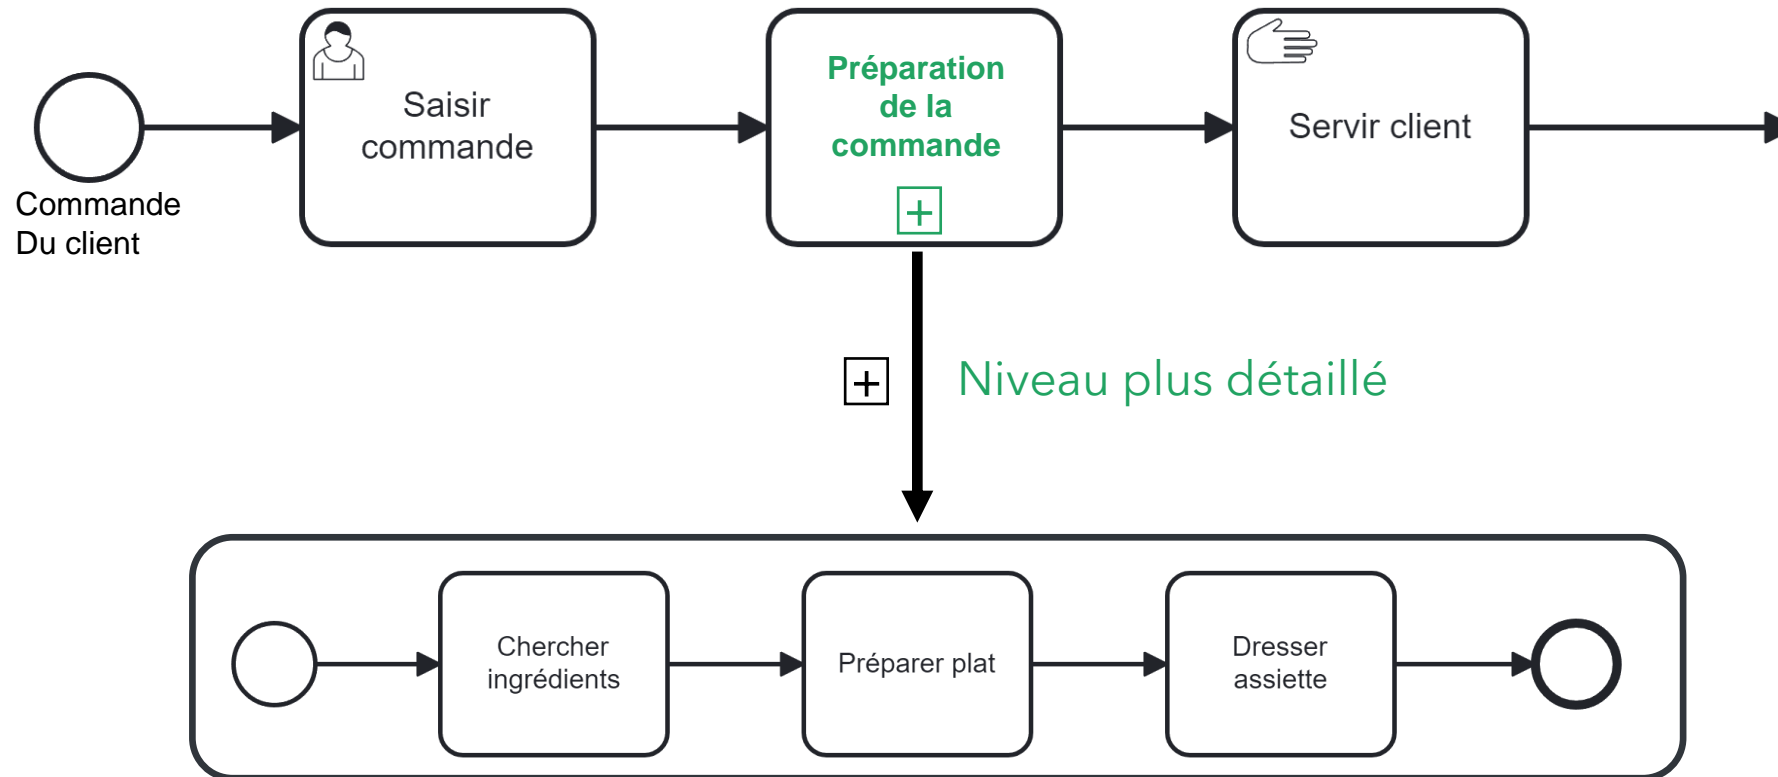 Commande
Du client
Saisir
commande
Préparation
de la
commande
Servir client
Niveau plus détaillé
Chercher
ingrédients
Préparer plat
Dresser
assiette